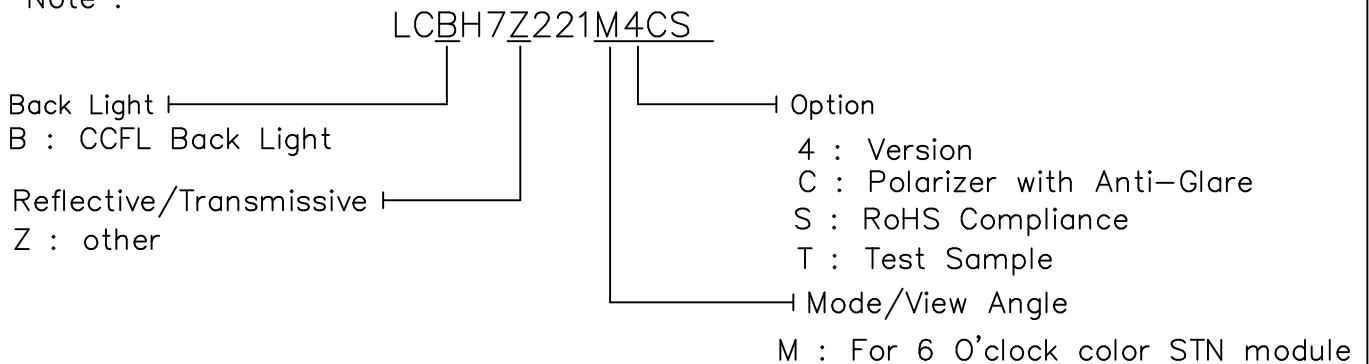 Note :
LCBH7Z221M4CS
Back Light
B : CCFL Back Light
Reflective/Transmissive
Z : other
Option
4 : Version
C : Polarizer with Anti-Glare
S : RoHS Compliance
T : Test Sample
Mode/View Angle
M : For 6 O'clock color STN module